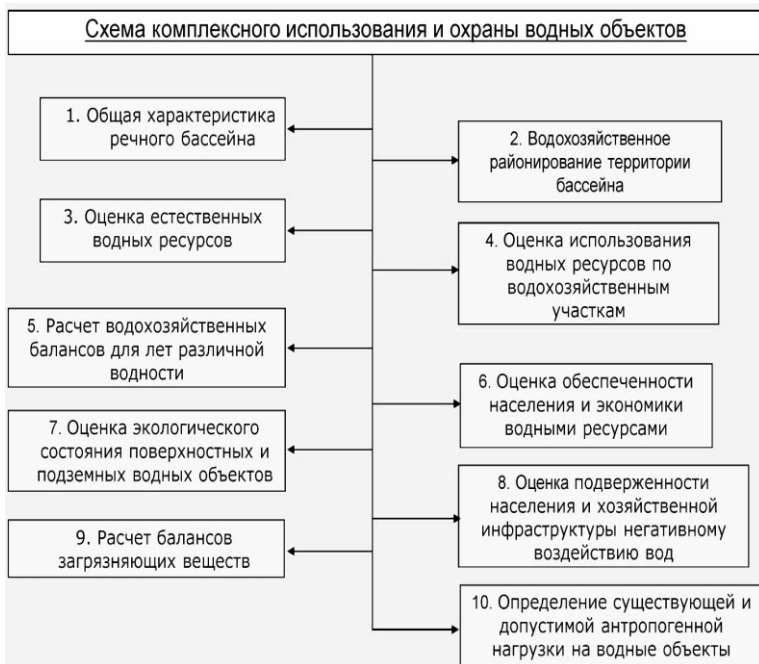 Схема комплексного использования и охраны водных объектов
1. Общая характеристика
речного бассейна
2. Водохозяйственное
районирование территории
бассейна
3. Оценка естественных
водных ресурсов
4. Оценка использования
водных ресурсов по
водохозяйственным
участкам
5. Расчет водохозяйственных
балансов для лет различной
водности
6. Оценка обеспеченности
населения и экономики
водными ресурсами
7. Оценка экологического
состояния поверхностных и
подземных водных объектов
8. Оценка подверженности
населения и хозяйственной
инфраструктуры негативному
воздействию вод
9. Расчет балансов
загрязняющих веществ
10. Определение существующей и
допустимой антропогенной
нагрузки на водные объекты